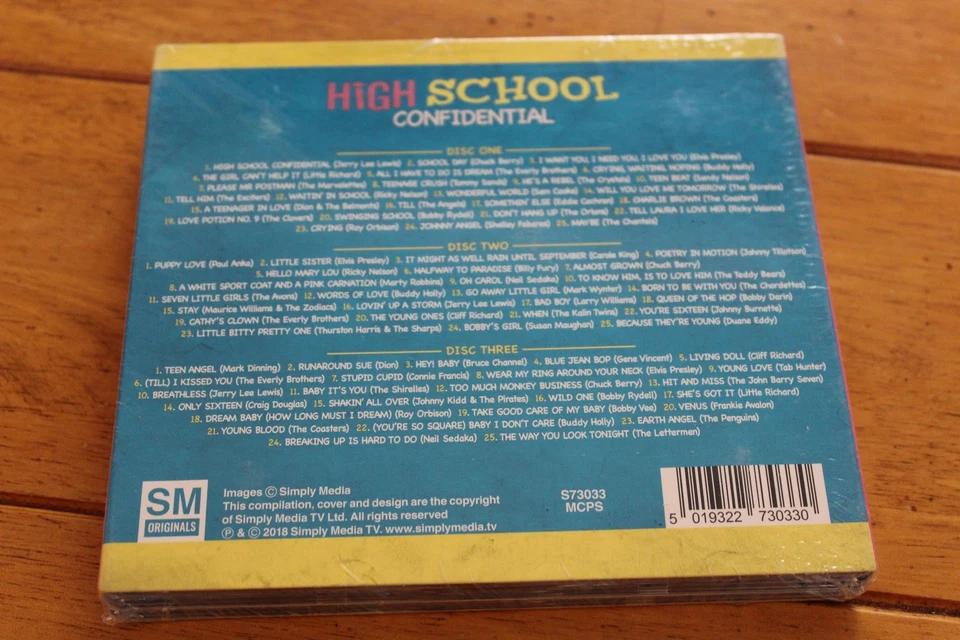 HIGH SCHOOL
CONFIDENTIAL
DISC ONE
1. HIGH SCHOOL CONFIDENTIAL (Jerry Lee Lewis) 2. SCHOOL DAY (Chuck Berry) 3. I WANT YOU, I NEED YOU, I LOVE YOU (Elvis Presley)
4. THE GIRL CAN'T HELP IT (Little Richard) 5. ALL I HAVE TO DO IS DREAM (The Everly Brothers) 6. CRYING, WAITING, HOPING (Buddy Holly)
7. PLEASE MR POSTMAN (The Marvelettes) 8. TEENAGE CRUSH (Tommy Sands) 9. HE'S A REBEL (The Crystals) 10. TEEN BEAT (Sandy Nelson)
11. TELL HIM (The Exciters) 12. WAITIN' IN SCHOOL (Ricky Nelson) 13. WONDERFUL WORLD (Sam Cooke) 14. WILL YOU LOVE ME TOMORROW (The Shirelles)
15. A TEENAGER IN LOVE (Dion & The Belmonts) 16. TILL (The Angels) 17. SOMETHIN' ELSE (Eddie Cochran) 18. CHARLIE BROWN (The Coasters)
19. LOVE POTION NO. 9 (The Clovers) 20. SWINGING SCHOOL (Bobby Rydell) 21. DON'T HANG UP (The Orlons) 22. TELL LAURA I LOVE HER (Ricky Valance)
23. CRYING (Roy Orbison) 24. JOHNNY ANGEL (Shelley Fabares) 25. MAYBE (The Chantels)
DISC TWO
1. PUPPY LOVE (Paul Anka) 2. LITTLE SISTER (Elvis Presley) 3. IT MIGHT AS WELL RAIN UNTIL SEPTEMBER (Carole King) 4. POETRY IN MOTION (Johnny Tillotson)
5. HELLO MARY LOU (Ricky Nelson) 6. HALFWAY TO PARADISE (Billy Fury) 7. ALMOST GROWN (Chuck Berry)
8. A WHITE SPORT COAT AND A PINK CARNATION (Marty Robbins) 9. OH CAROL (Neil Sedaka) 10. TO KNOW HIM, IS TO LOVE HIM (The Teddy Bears)
11. SEVEN LITTLE GIRLS (The Avons) 12. WORDS OF LOVE (Buddy Holly) 13. GO AWAY LITTLE GIRL (Mark Wynter) 14. BORN TO BE WITH YOU (The Chordettes)
15. STAY (Maurice Williams & The Zodiacs) 16. LOVIN' UP A STORM (Jerry Lee Lewis) 17. BAD BOY (Larry Williams) 18. QUEEN OF THE HOP (Bobby Darin)
19. CATHY'S CLOWN (The Everly Brothers) 20. THE YOUNG ONES (Cliff Richard) 21. WHEN (The Kalin Twins) 22. YOU'RE SIXTEEN (Johnny Burnette)
23. LITTLE BITTY PRETTY ONE (Thurston Harris & The Sharps) 24. BOBBY'S GIRL (Susan Maughan) 25. BECAUSE THEY'RE YOUNG (Duane Eddy)
DISC THREE
1. TEEN ANGEL (Mark Dinning) 2. RUNAROUND SUE (Dion) 3. HEY! BABY (Bruce Channel) 4. BLUE JEAN BOP (Gene Vincent) 5. LIVING DOLL (Cliff Richard)
6. (TILL) I KISSED YOU (The Everly Brothers) 7. STUPID CUPID (Connie Francis) 8. WEAR MY RING AROUND YOUR NECK (Elvis Presley) 9. YOUNG LOVE (Tab Hunter)
10. BREATHLESS (Jerry Lee Lewis) 11. BABY IT'S YOU (The Shirelles) 12. TOO MUCH MONKEY BUSINESS (Chuck Berry) 13. HIT AND MISS (The John Barry Seven)
14. ONLY SIXTEEN (Craig Douglas) 15. SHAKIN' ALL OVER (Johnny Kidd & The Pirates) 16. WILD ONE (Bobby Rydell) 17. SHE'S GOT IT (Little Richard)
18. DREAM BABY (HOW LONG MUST I DREAM) (Roy Orbison) 19. TAKE GOOD CARE OF MY BABY (Bobby Vee) 20. VENUS (Frankie Avalon)
21. YOUNG BLOOD (The Coasters) 22. (YOU'RE SO SQUARE) BABY I DON'T CARE (Buddy Holly) 23. EARTH ANGEL (The Penguins)
24. BREAKING UP IS HARD TO DO (Neil Sedaka) 25. THE WAY YOU LOOK TONIGHT (The Lettermen)
SM
ORIGINALS
Images © Simply Media
This compilation, cover and design are the copyright
of Simply Media TV Ltd. All rights reserved
℗ & © 2018 Simply Media TV. www.simplymedia.tv
S73033
MCPS
5 019322 730330